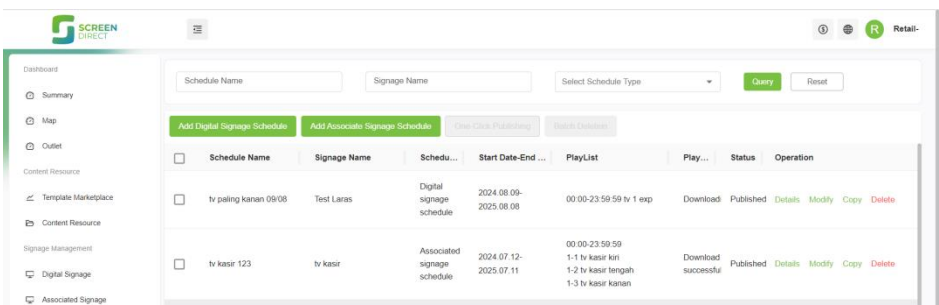 SCREEN
DIRECT
R
Retail-
Dashboard
Summary
Map
Outlet
Content Resource
Template Marketplace
Content Resource
Signage Management
Digital Signage
Associated Signage
Schedule Name
Signage Name
Select Schedule Type
Query
Reset
Add Digital Signage Schedule
Add Associate Signage Schedule
One-Click Publishing
Batch Deletion
Schedule Name Signage Name Schedu... Start Date-End ... PlayList Play... Status Operation
tv paling kanan 09/08 Test Laras Digital signage schedule 2024.08.09-2025.08.08 00:00-23:59:59 tv 1 exp Downloadi Published Details Modify Copy Delete
tv kasir 123 tv kasir Associated signage schedule 2024.07.12-2025.07.11 00:00-23:59:59 1-1 tv kasir kiri 1-2 tv kasir tengah 1-3 tv kasir kanan Download successful Published Details Modify Copy Delete